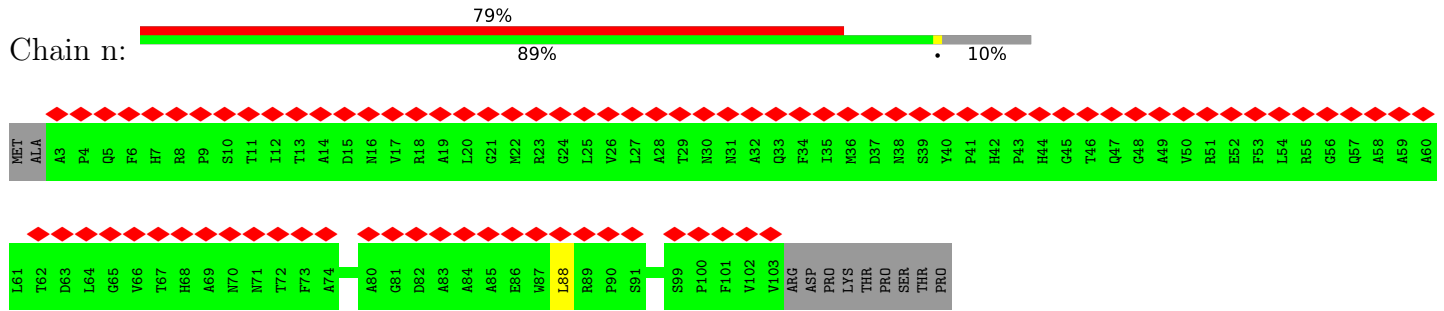 79%
Chain n:
89% • 10%
MET ALA A3 P4 Q5 F6 H7 R8 P9 S10 T11 I12 T13 A14 D15 N16 V17 R18 A19 L20 G21 M22 R23 G24 L25 V26 L27 A28 T29 N30 N31 A32 Q33 F34 I35 M36 D37 N38 S39 Y40 P41 H42 P43 H44 G45 T46 Q47 G48 A49 V50 R51 E52 F53 L54 R55 G56 Q57 A58 A59 A60
L61 T62 D63 L64 G65 V66 T67 H68 A69 N70 N71 T72 F73 A74 A80 G81 D82 A83 A84 A85 E86 W87 L88 R89 P90 S91 S99 P100 F101 V102 V103 ARG ASP PRO LYS THR PRO SER THR PRO